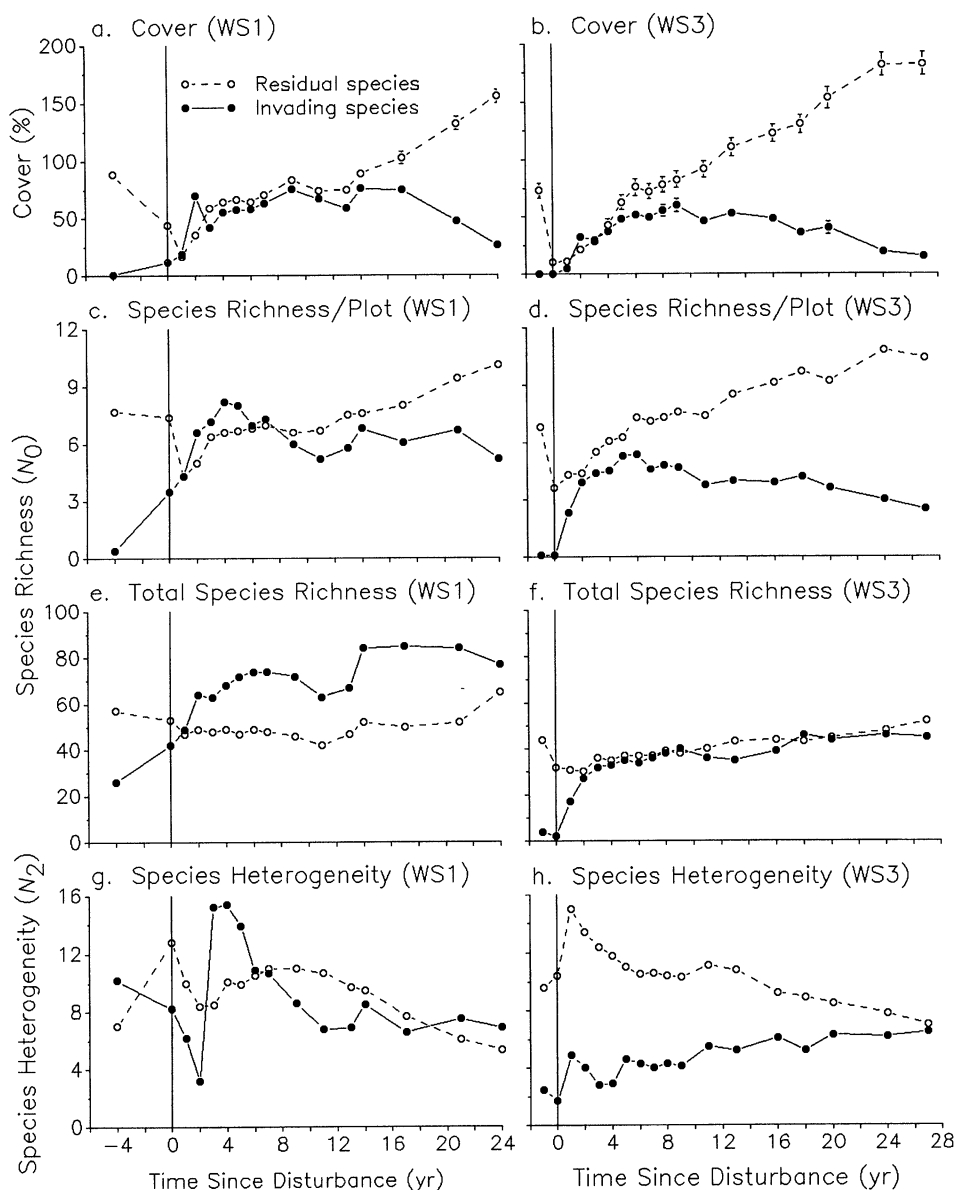 a. Cover (WS1)
b. Cover (WS3)
200
150
100
50
0
Cover (%)
Residual species
Invading species
c. Species Richness/Plot (WS1)
d. Species Richness/Plot (WS3)
12
9
6
3
0
Species Richness (N0)
e. Total Species Richness (WS1)
f. Total Species Richness (WS3)
100
80
60
40
20
0
g. Species Heterogeneity (WS1)
h. Species Heterogeneity (WS3)
16
12
8
4
0
Species Heterogeneity (N2)
−4 0 4 8 12 16 20 24
0 4 8 12 16 20 24 28
Time Since Disturbance (yr)
Time Since Disturbance (yr)